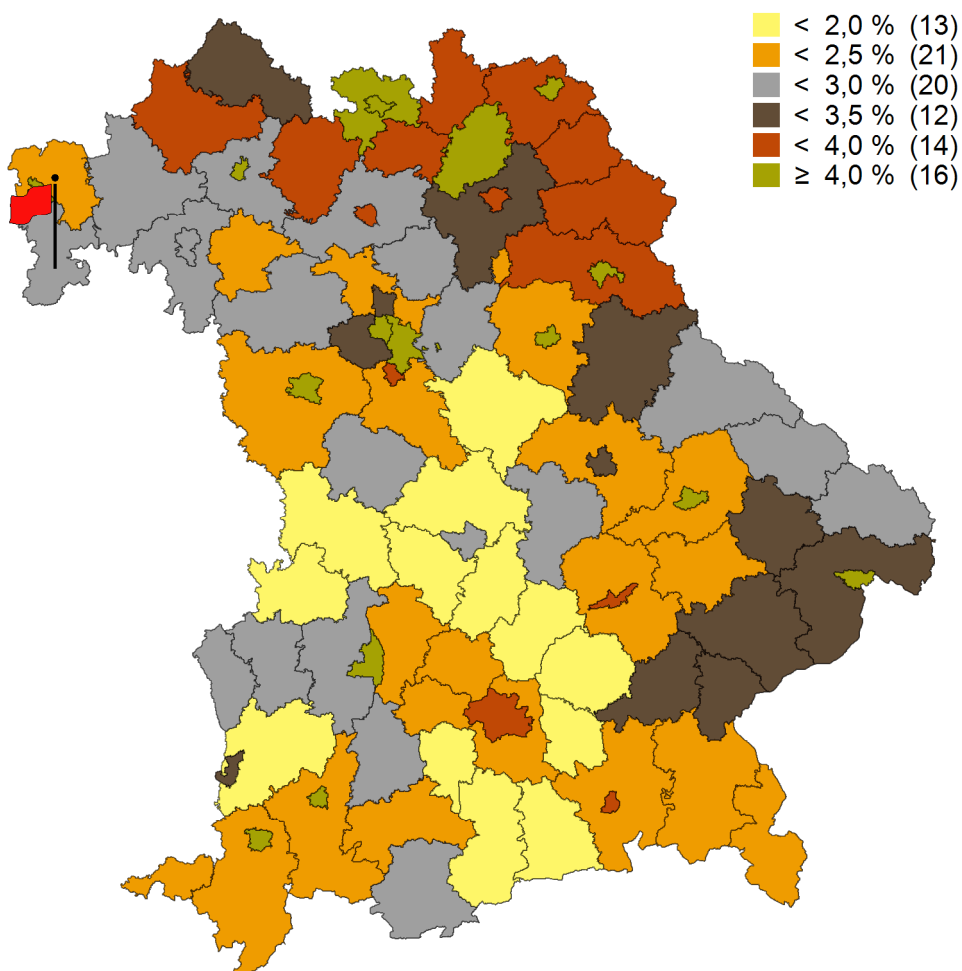 < 2,0 % (13)
< 2,5 % (21)
< 3,0 % (20)
< 3,5 % (12)
< 4,0 % (14)
≥ 4,0 % (16)